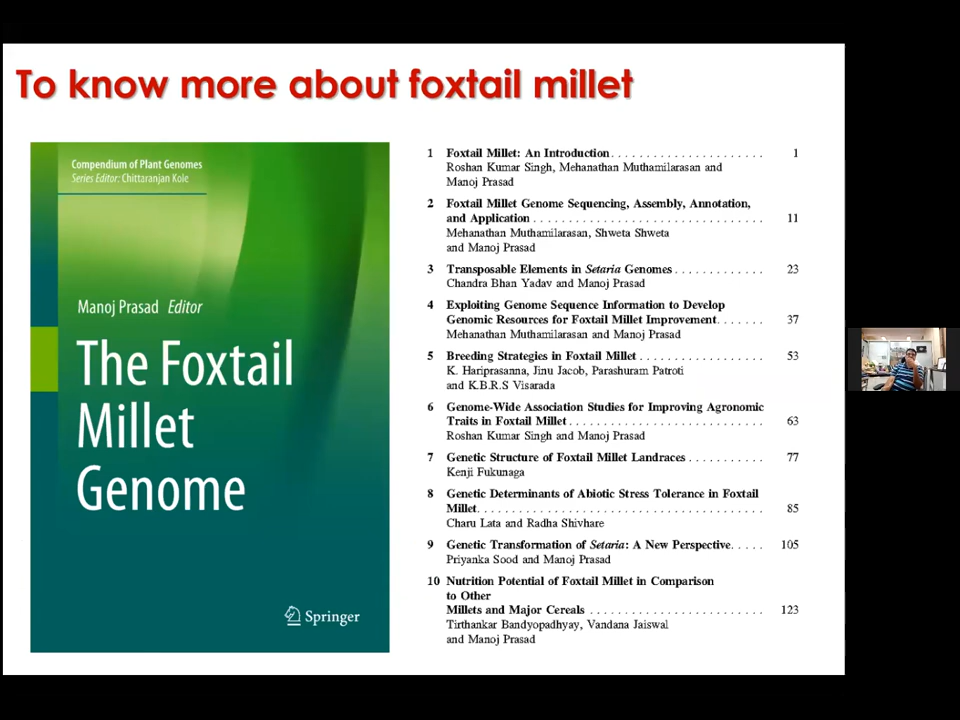 To know more about foxtail millet
Compendium of Plant Genomes
Series Editor: Chittaranjan Kole
Manoj Prasad Editor
The Foxtail
Millet
Genome
Springer
1 Foxtail Millet: An Introduction . . . . . . . . . . . . . . . . . . . . . . 1
Roshan Kumar Singh, Mehanathan Muthamilarasan and
Manoj Prasad
2 Foxtail Millet Genome Sequencing, Assembly, Annotation,
and Application . . . . . . . . . . . . . . . . . . . . . . . . . . . . . . . . . 11
Mehanathan Muthamilarasan, Shweta Shweta
and Manoj Prasad
3 Transposable Elements in Setaria Genomes . . . . . . . . . . . . . 23
Chandra Bhan Yadav and Manoj Prasad
4 Exploiting Genome Sequence Information to Develop
Genomic Resources for Foxtail Millet Improvement. . . . . . . 37
Mehanathan Muthamilarasan and Manoj Prasad
5 Breeding Strategies in Foxtail Millet . . . . . . . . . . . . . . . . . . 53
K. Hariprasanna, Jinu Jacob, Parashuram Patroti
and K.B.R.S Visarada
6 Genome-Wide Association Studies for Improving Agronomic
Traits in Foxtail Millet . . . . . . . . . . . . . . . . . . . . . . . . . . . . 63
Roshan Kumar Singh and Manoj Prasad
7 Genetic Structure of Foxtail Millet Landraces . . . . . . . . . . . 77
Kenji Fukunaga
8 Genetic Determinants of Abiotic Stress Tolerance in Foxtail
Millet. . . . . . . . . . . . . . . . . . . . . . . . . . . . . . . . . . . . . . . . . 85
Charu Lata and Radha Shivhare
9 Genetic Transformation of Setaria: A New Perspective. . . . . 105
Priyanka Sood and Manoj Prasad
10 Nutrition Potential of Foxtail Millet in Comparison
to Other
Millets and Major Cereals . . . . . . . . . . . . . . . . . . . . . . . . . 123
Tirthankar Bandyopadhyay, Vandana Jaiswal
and Manoj Prasad